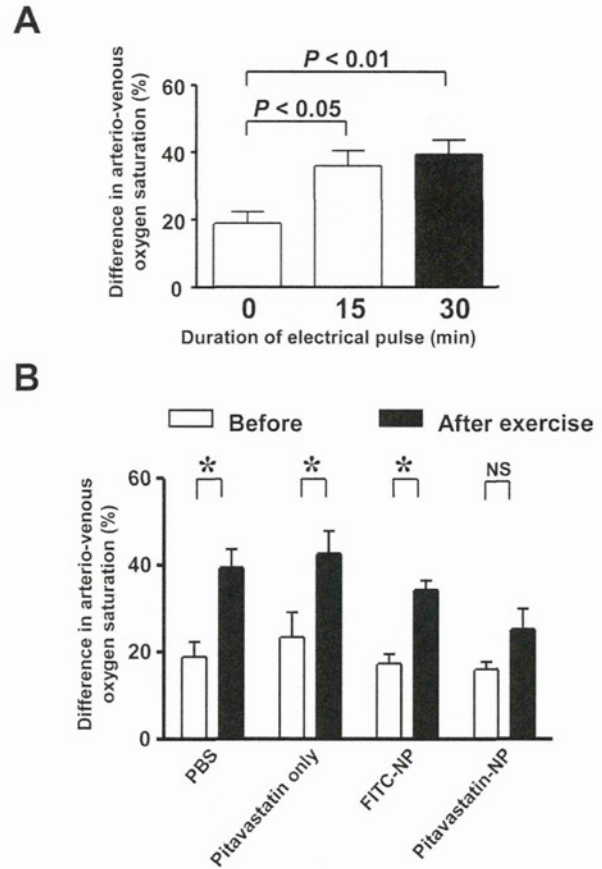 A
P < 0.01
P < 0.05
Difference in arterio-venous
oxygen saturation (%)
60
40
20
0
0 15 30
Duration of electrical pulse (min)
B
Before After exercise
* * * NS
Difference in arterio-venous
oxygen saturation (%)
60
40
20
0
PBS
Pitavastatin only
FITC-NP
Pitavastatin-NP